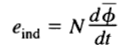 e_ind = N dφ̅/dt